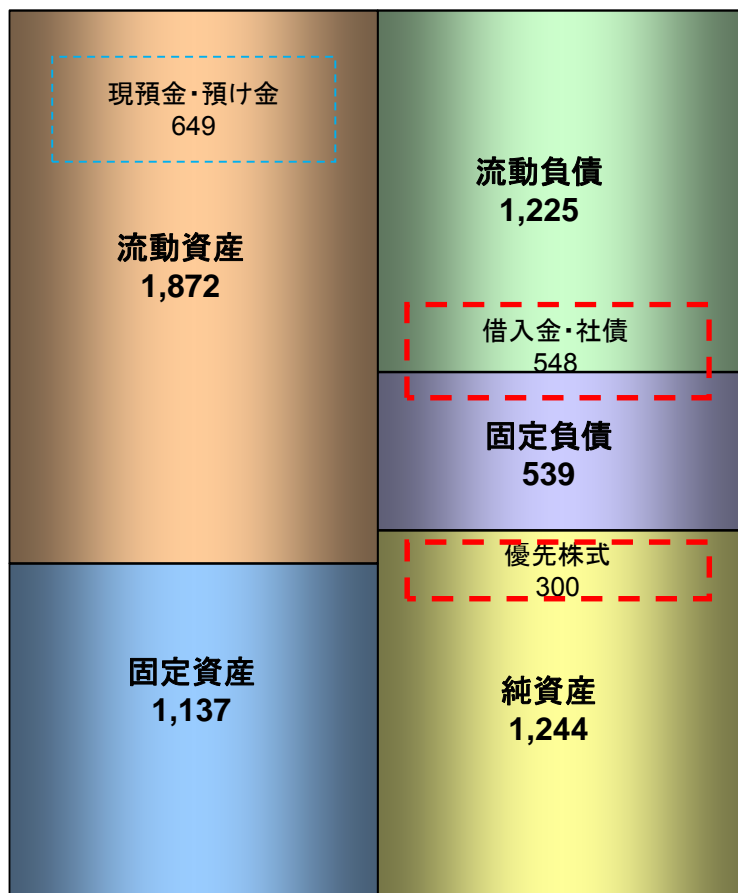 現預金・預け金
649
流動資産
1,872
固定資産
1,137
流動負債
1,225
借入金・社債
548
固定負債
539
優先株式
300
純資産
1,244